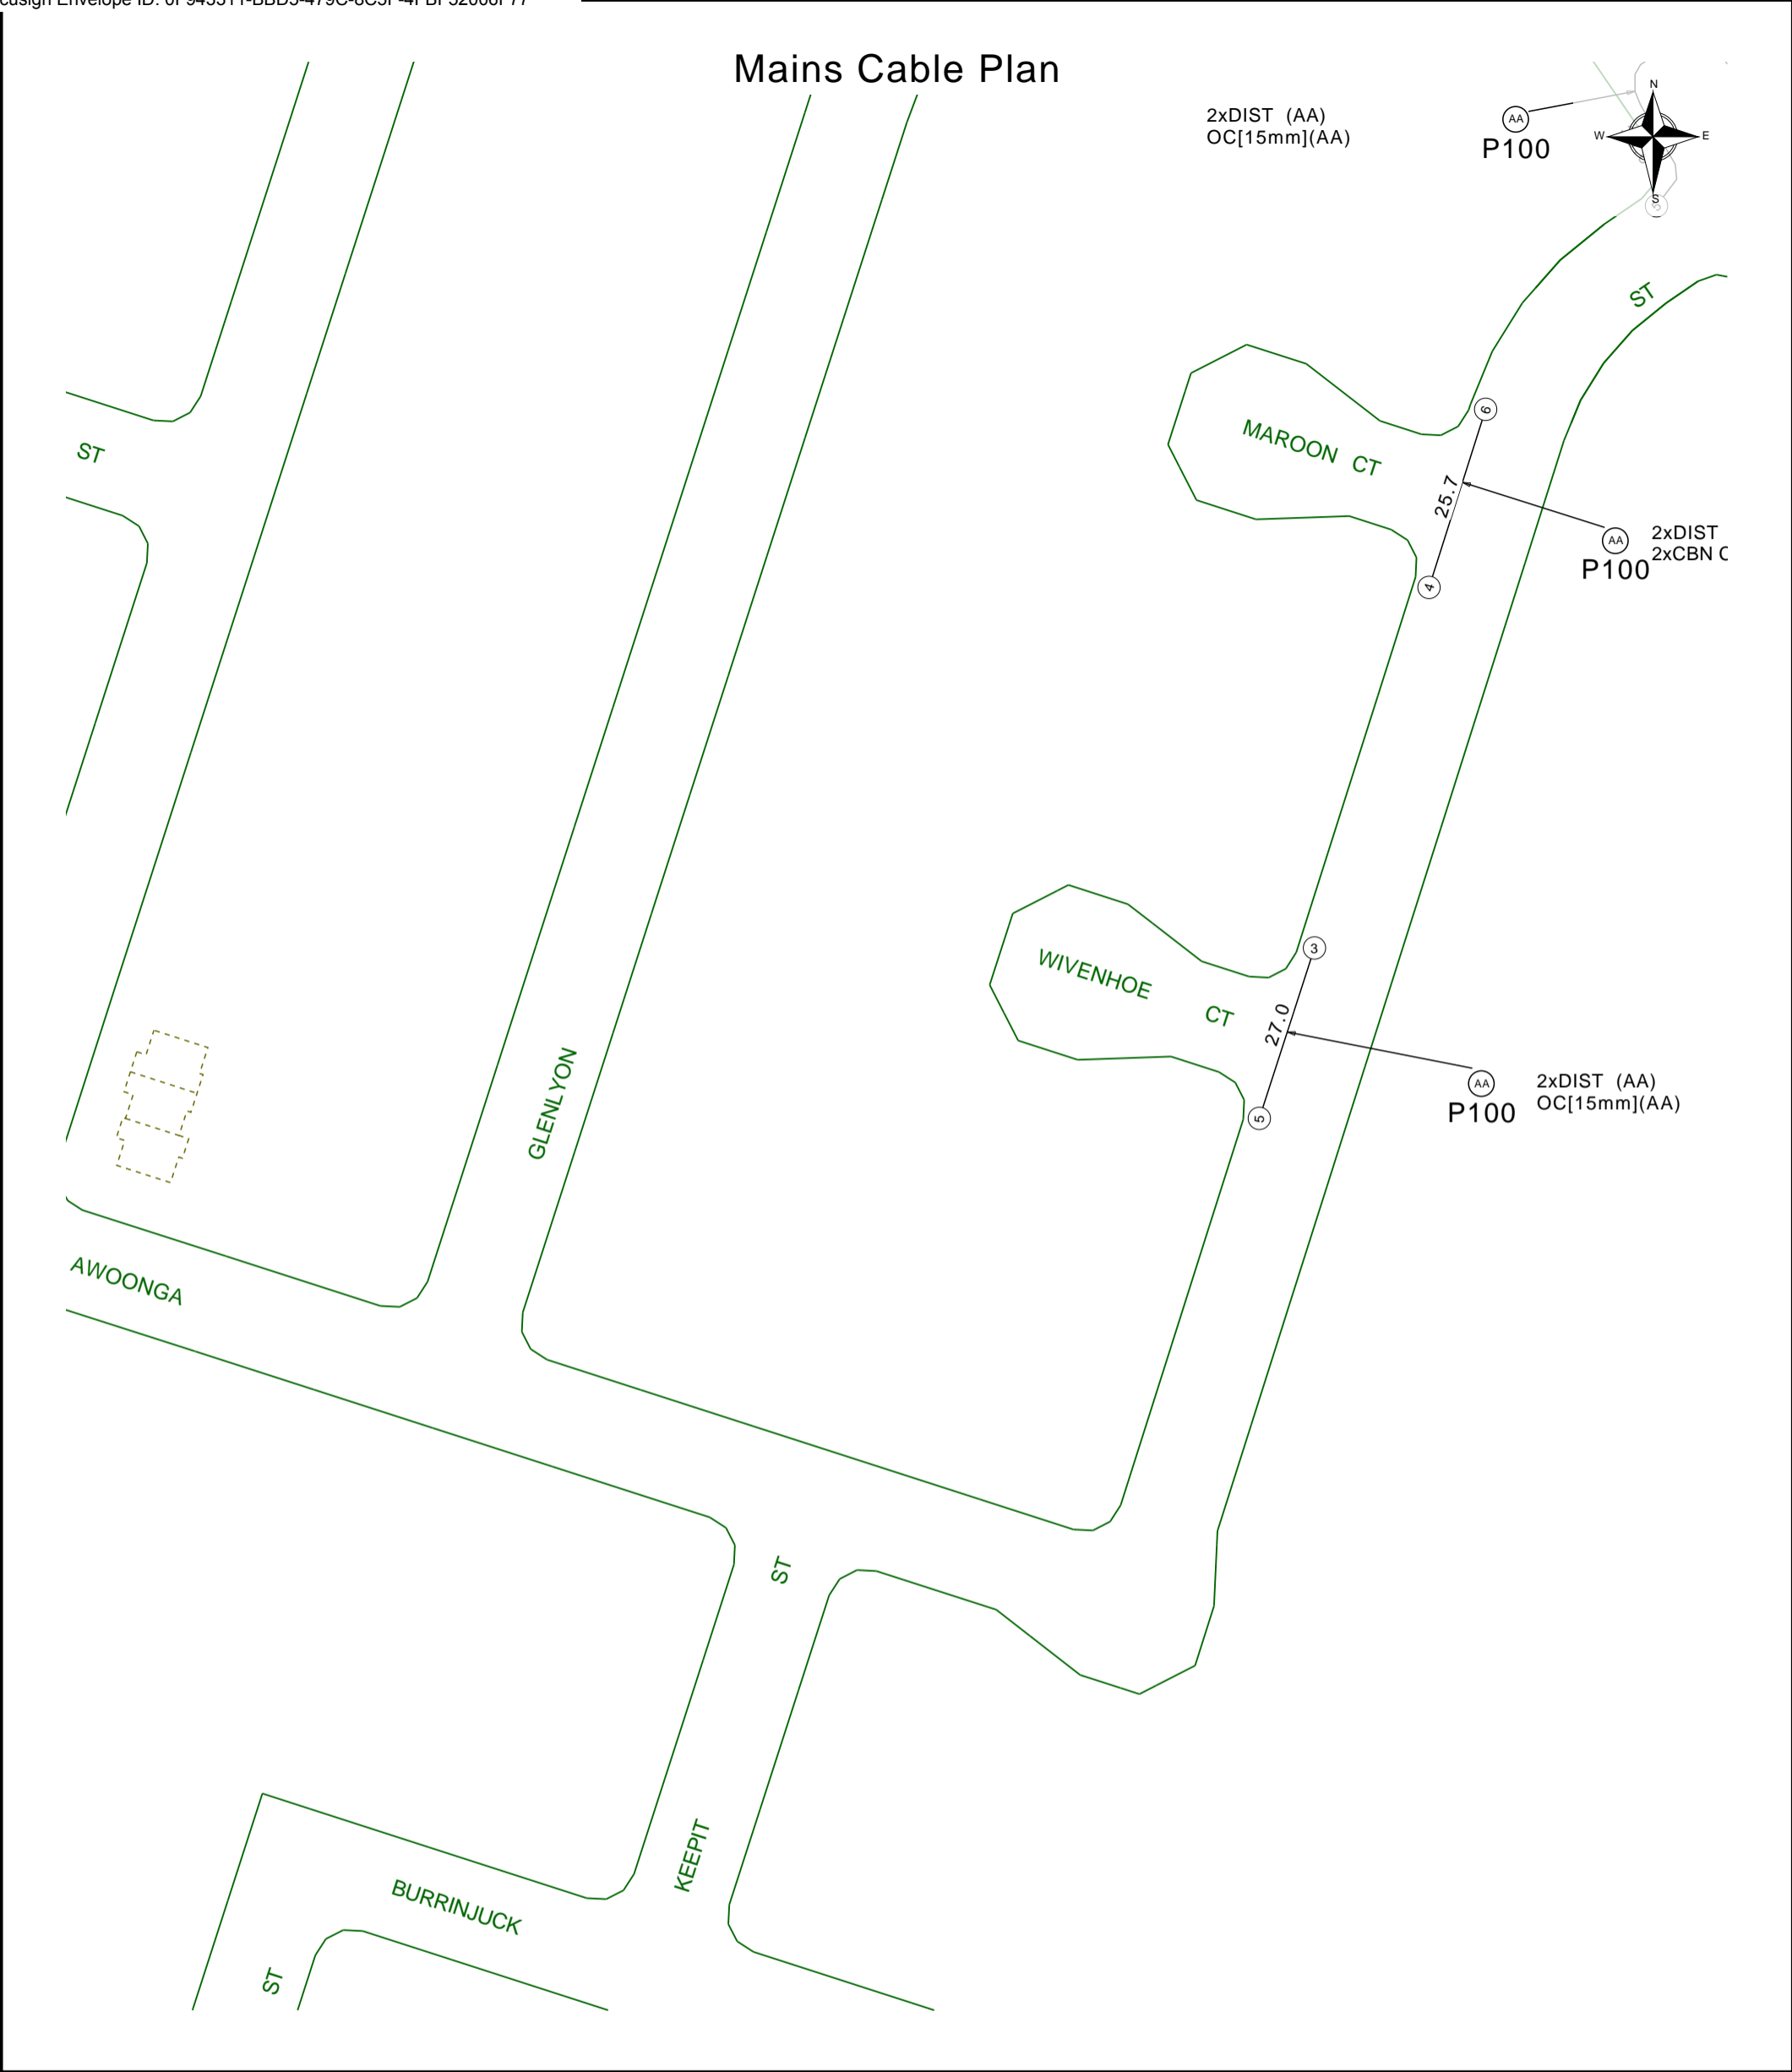 Mains Cable Plan
2xDIST (AA)
OC[15mm](AA)
AA
P100
N
W
E
S
ST
MAROON CT
6
25.7
4
AA
P100
2xDIST
2xCBN
ST
WIVENHOE CT
3
27.0
5
AA
P100
2xDIST (AA)
OC[15mm](AA)
GLENLYON
AWOONGA
ST
KEEPIT
BURRINJUCK
ST